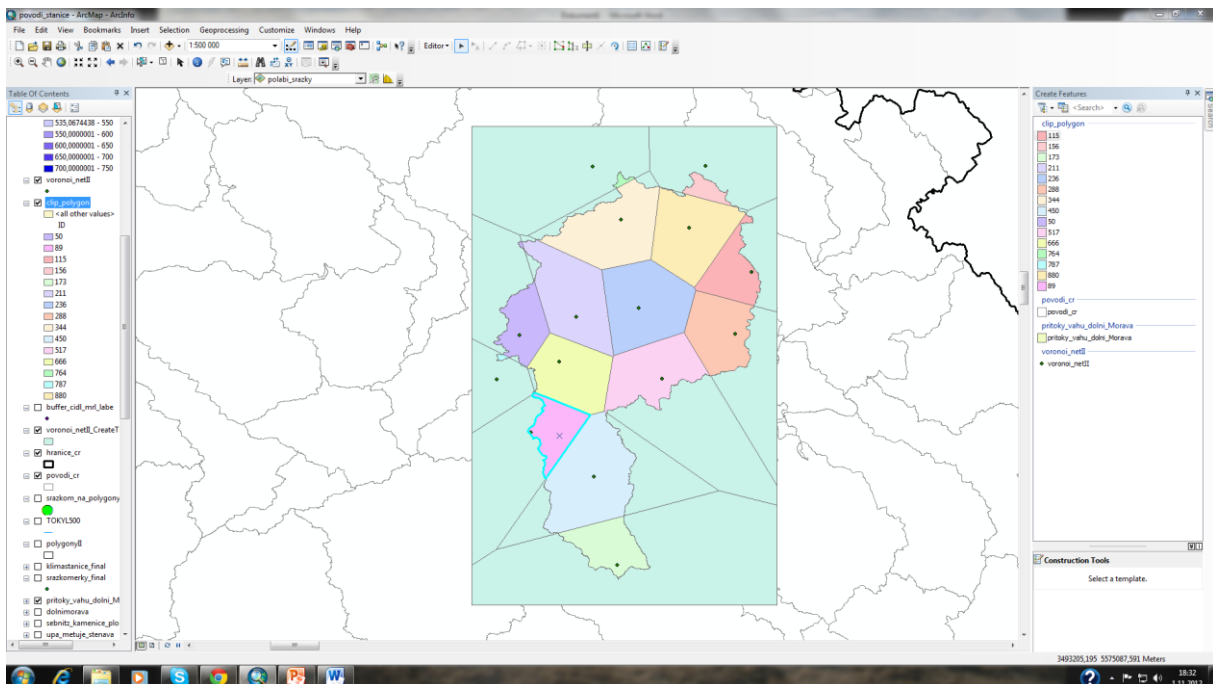 povodi_stanice - ArcMap - ArcInfo
File Edit View Bookmarks Insert Selection Geoprocessing Customize Windows Help
1:500 000
Editor
Layer: polabi_srazky
Table Of Contents
535,0674438 - 550
550,0000001 - 600
600,0000001 - 650
650,0000001 - 700
700,0000001 - 750
voronoi_netII
clip_polygon
<all other values>
ID
50
89
115
156
173
211
236
288
344
450
517
666
764
787
880
buffer_cidl_mrl_labe
voronoi_netII_CreateT
hranice_cr
povodi_cr
srazkom_na_polygony
TOKYL500
polygonyII
klimastanice_final
srazkomerky_final
pritoky_vahu_dolni_M
dolnimorava
sebnitz_kamenice_plo
upa_metuje_stenava
Create Features
<Search>
Search
clip_polygon
115
156
173
211
236
288
344
450
50
517
666
764
787
880
89
povodi_cr
povodi_cr
pritoky_vahu_dolni_Morava
pritoky_vahu_dolni_Morava
voronoi_netII
voronoi_netII
Construction Tools
Select a template.
3493205,195 5575087,591 Meters
18:32
1.11.2012